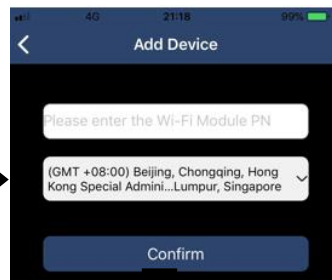 4G 21:18 99%
Add Device
Please enter the Wi-Fi Module PN
(GMT +08:00) Beijing, Chongqing, Hong
Kong Special Admini...Lumpur, Singapore
Confirm